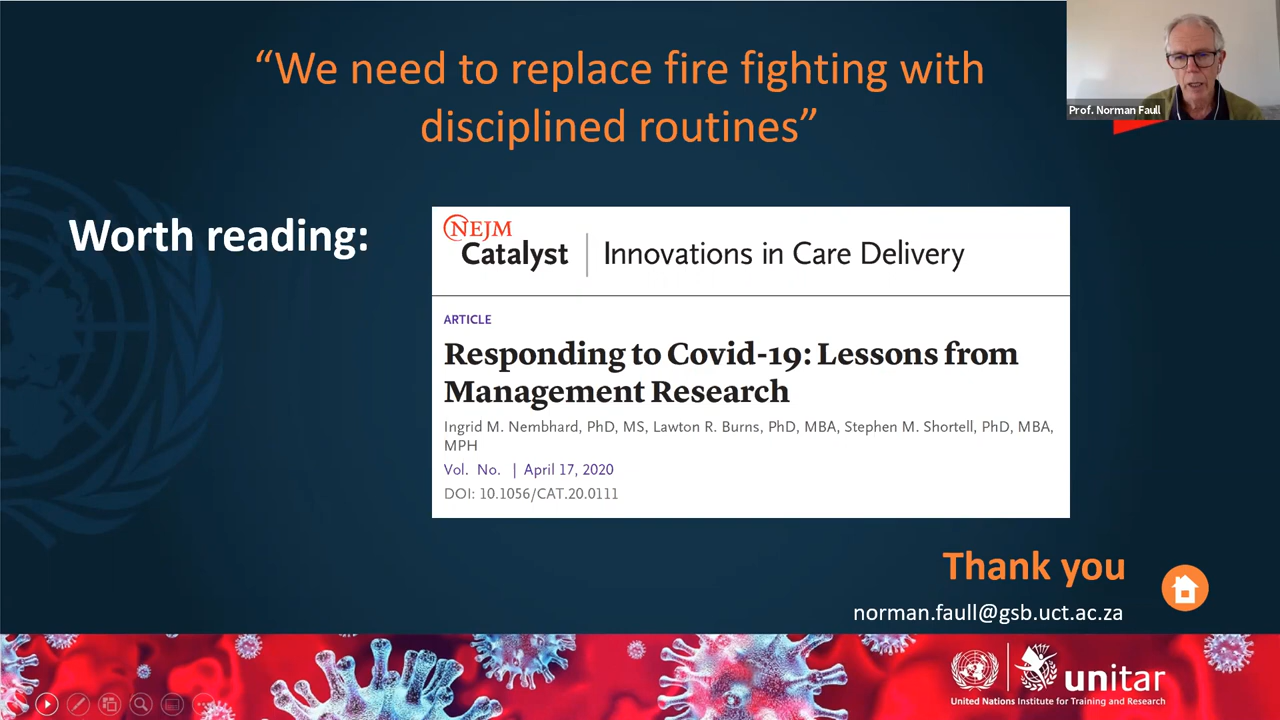 “We need to replace fire fighting with
disciplined routines”
Prof. Norman Faull
Worth reading:
NEJM
Catalyst | Innovations in Care Delivery
ARTICLE
Responding to Covid-19: Lessons from
Management Research
Ingrid M. Nembhard, PhD, MS, Lawton R. Burns, PhD, MBA, Stephen M. Shortell, PhD, MBA,
MPH
Vol. No. | April 17, 2020
DOI: 10.1056/CAT.20.0111
Thank you
norman.faull@gsb.uct.ac.za
unitar
United Nations Institute for Training and Research